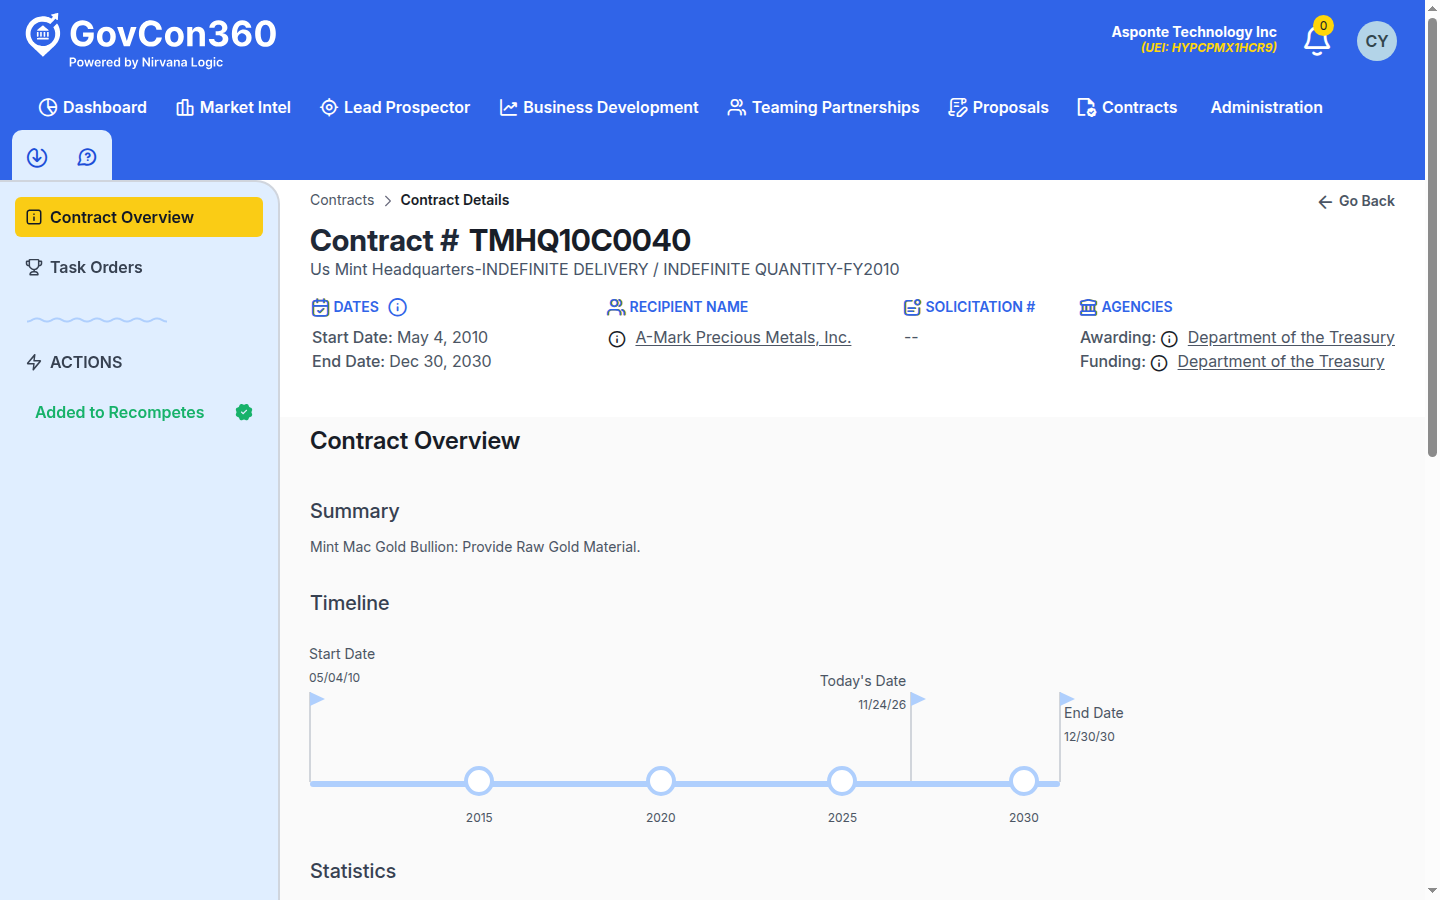 GovCon360
Powered by Nirvana Logic
Asponte Technology Inc
(UEI: HYPCPMX1HCR9)
0
CY
Dashboard
Market Intel
Lead Prospector
Business Development
Teaming Partnerships
Proposals
Contracts
Administration
Contract Overview
Task Orders
ACTIONS
Added to Recompetes
Contracts > Contract Details
Go Back
Contract # TMHQ10C0040
Us Mint Headquarters-INDEFINITE DELIVERY / INDEFINITE QUANTITY-FY2010
DATES
Start Date: May 4, 2010
End Date: Dec 30, 2030
RECIPIENT NAME
A-Mark Precious Metals, Inc.
SOLICITATION #
--
AGENCIES
Awarding: Department of the Treasury
Funding: Department of the Treasury
Contract Overview
Summary
Mint Mac Gold Bullion: Provide Raw Gold Material.
Timeline
Start Date
05/04/10
Today's Date
11/24/26
End Date
12/30/30
2015
2020
2025
2030
Statistics